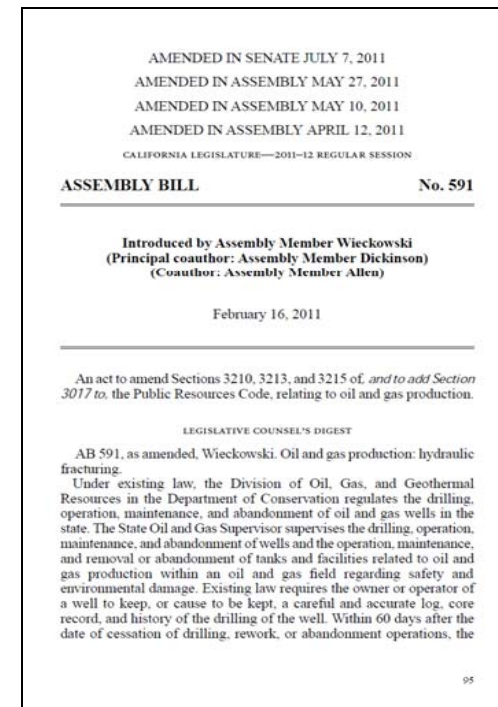 AMENDED IN SENATE JULY 7, 2011
AMENDED IN ASSEMBLY MAY 27, 2011
AMENDED IN ASSEMBLY MAY 10, 2011
AMENDED IN ASSEMBLY APRIL 12, 2011
CALIFORNIA LEGISLATURE—2011–12 REGULAR SESSION
ASSEMBLY BILL No. 591
Introduced by Assembly Member Wieckowski
(Principal coauthor: Assembly Member Dickinson)
(Coauthor: Assembly Member Allen)
February 16, 2011
An act to amend Sections 3210, 3213, and 3215 of, and to add Section
3017 to, the Public Resources Code, relating to oil and gas production.
LEGISLATIVE COUNSEL'S DIGEST
AB 591, as amended, Wieckowski. Oil and gas production: hydraulic
fracturing.
Under existing law, the Division of Oil, Gas, and Geothermal
Resources in the Department of Conservation regulates the drilling,
operation, maintenance, and abandonment of oil and gas wells in the
state. The State Oil and Gas Supervisor supervises the drilling, operation,
maintenance, and abandonment of wells and the operation, maintenance,
and removal or abandonment of tanks and facilities related to oil and
gas production within an oil and gas field regarding safety and
environmental damage. Existing law requires the owner or operator of
a well to keep, or cause to be kept, a careful and accurate log, core
record, and history of the drilling of the well. Within 60 days after the
date of cessation of drilling, rework, or abandonment operations, the
95